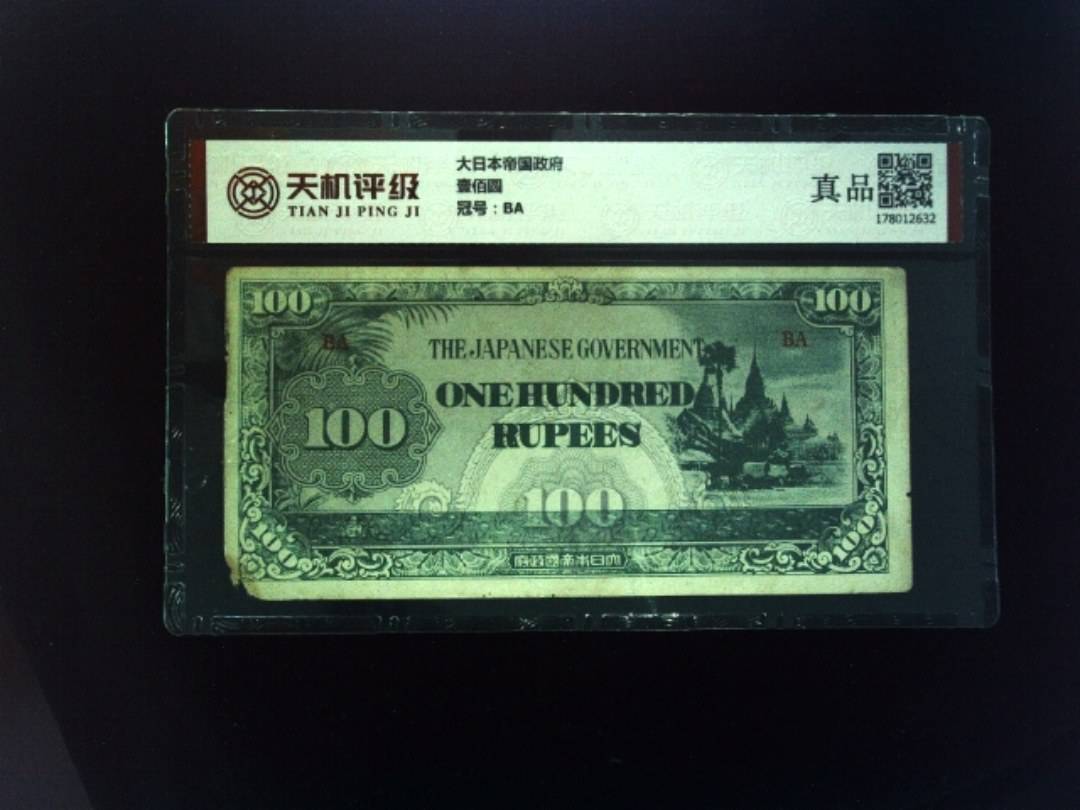 天机评级
TIAN JI PING JI
大日本帝国政府
壹佰圆
冠号：BA
真品
178012632
100
100
BA
BA
THE JAPANESE GOVERNMENT
ONE HUNDRED
RUPEES
100
100
100
100
府政國帝本日大